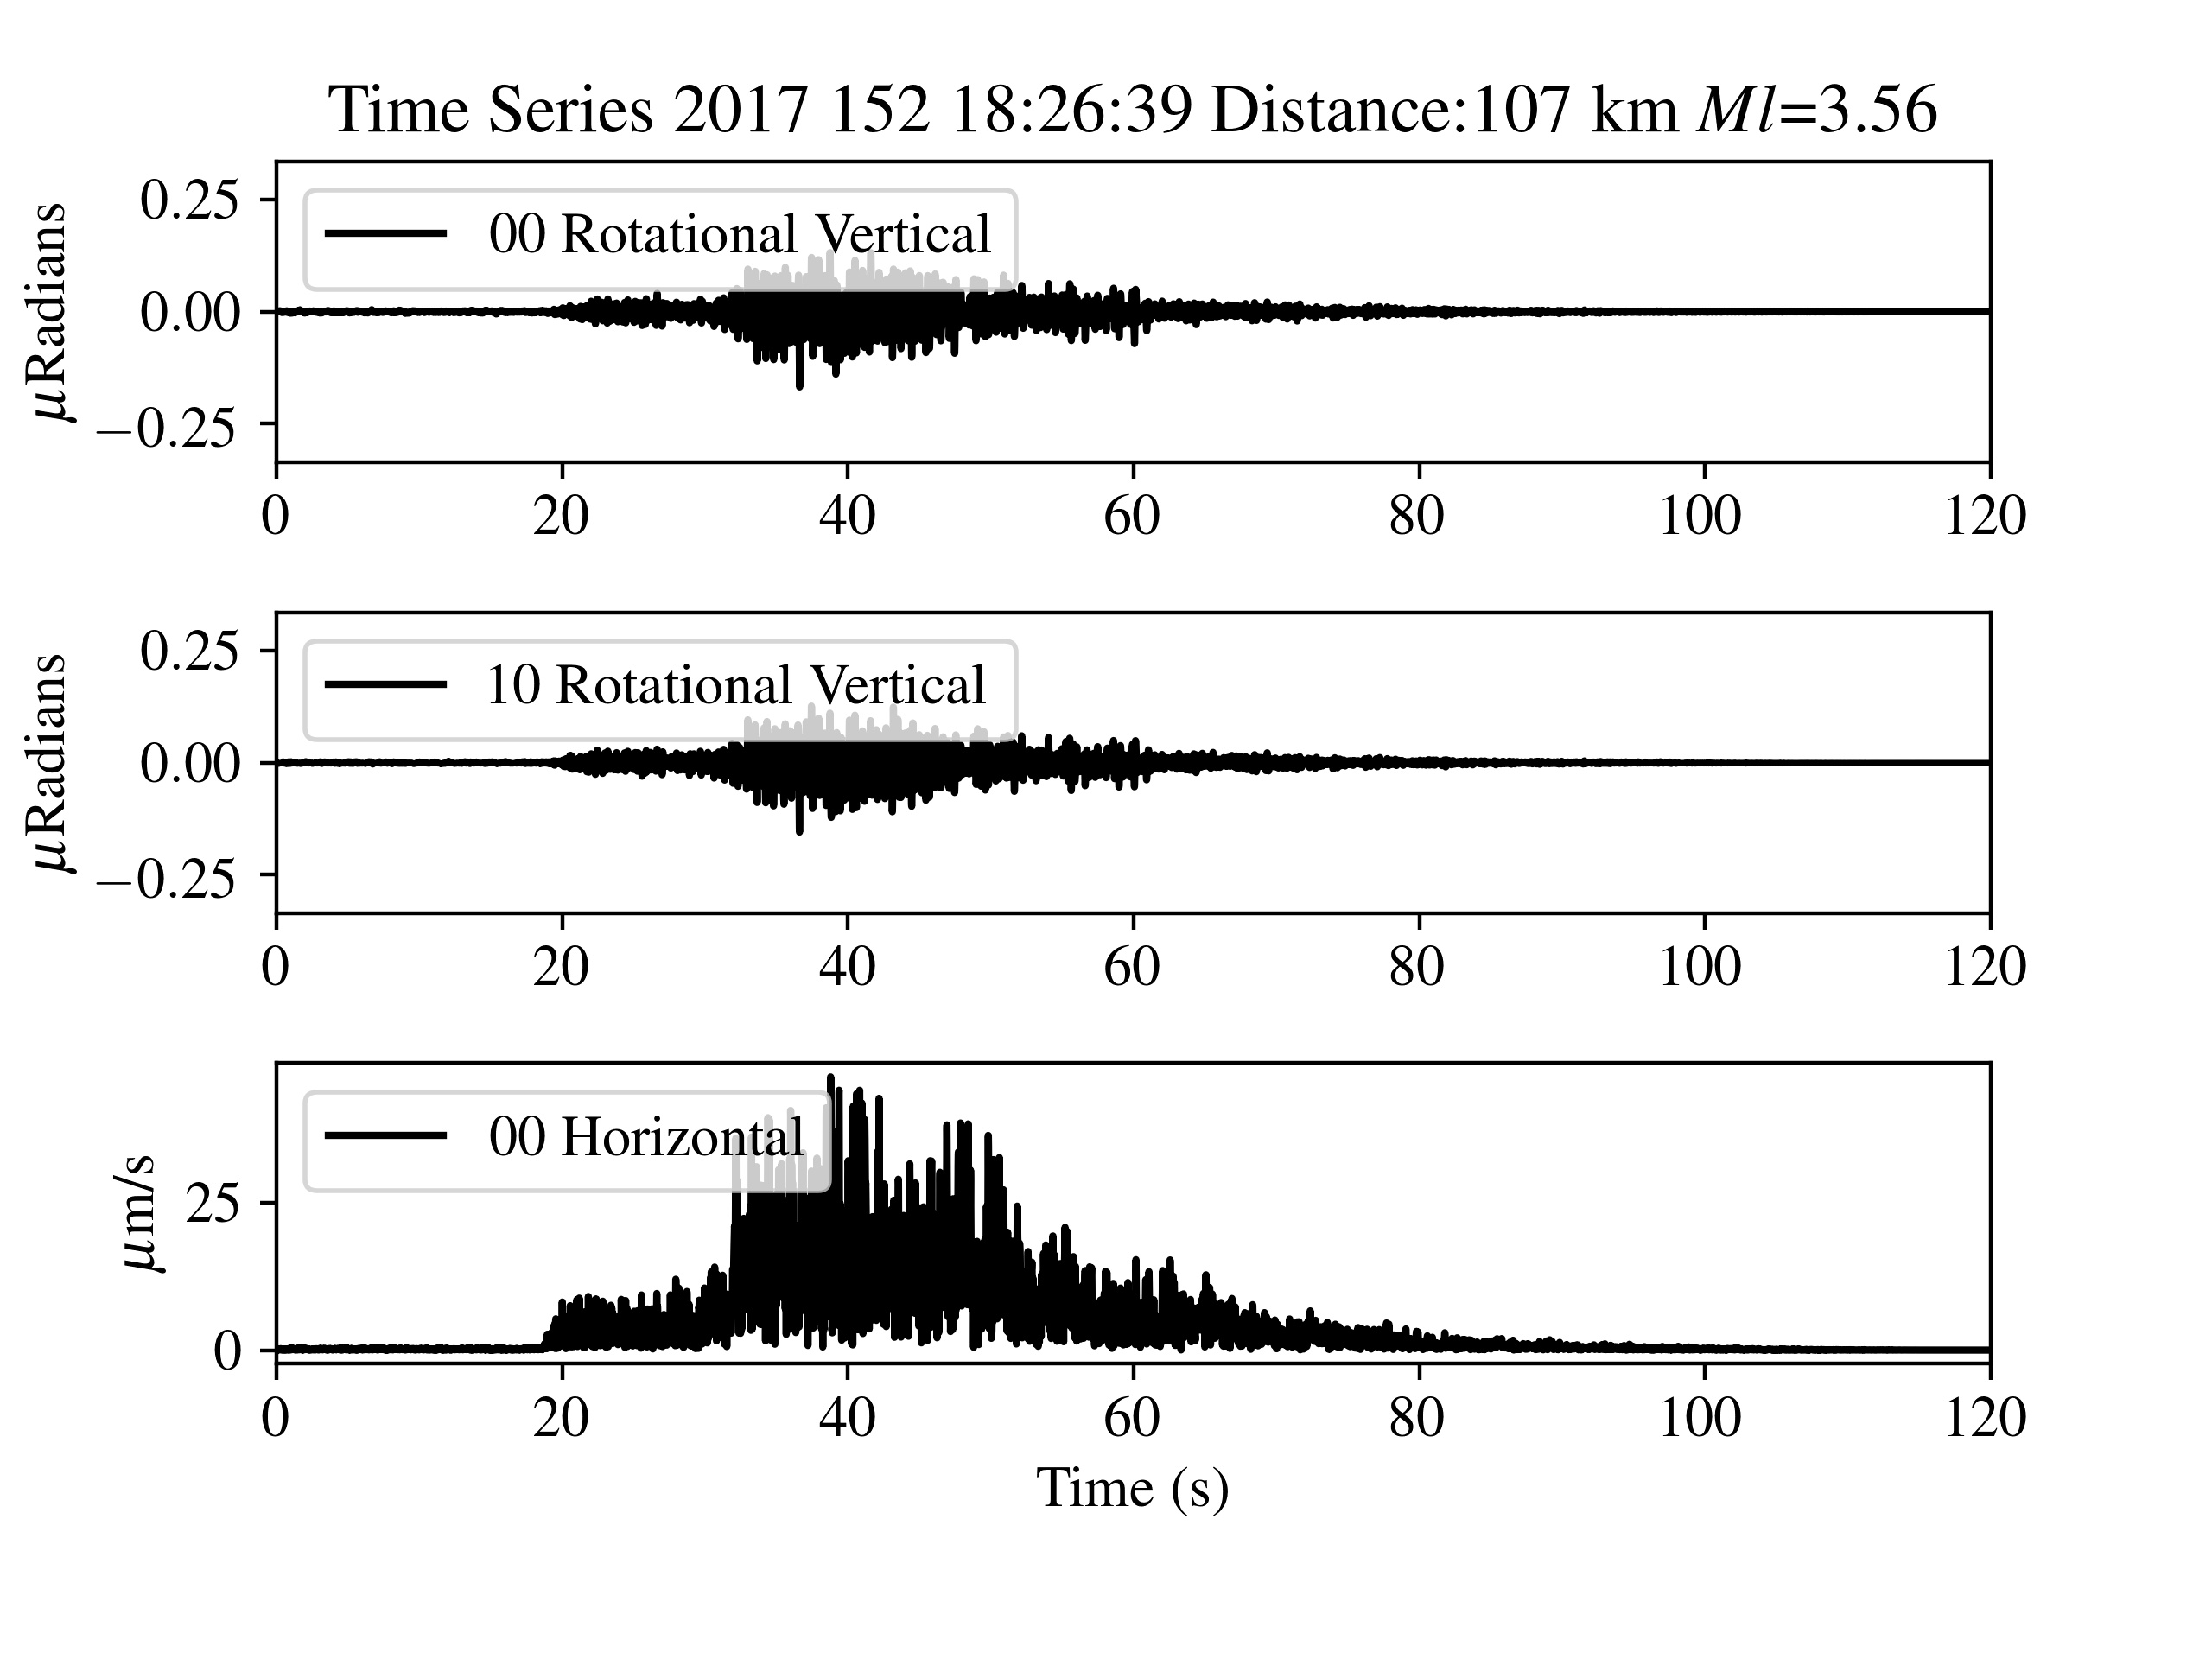 Time Series 2017 152 18:26:39 Distance:107 km Ml=3.56
μRadians
0.25
0.00
−0.25
00 Rotational Vertical
0 20 40 60 80 100 120
μRadians
0.25
0.00
−0.25
10 Rotational Vertical
0 20 40 60 80 100 120
μm/s
25
0
00 Horizontal
0 20 40 60 80 100 120
Time (s)